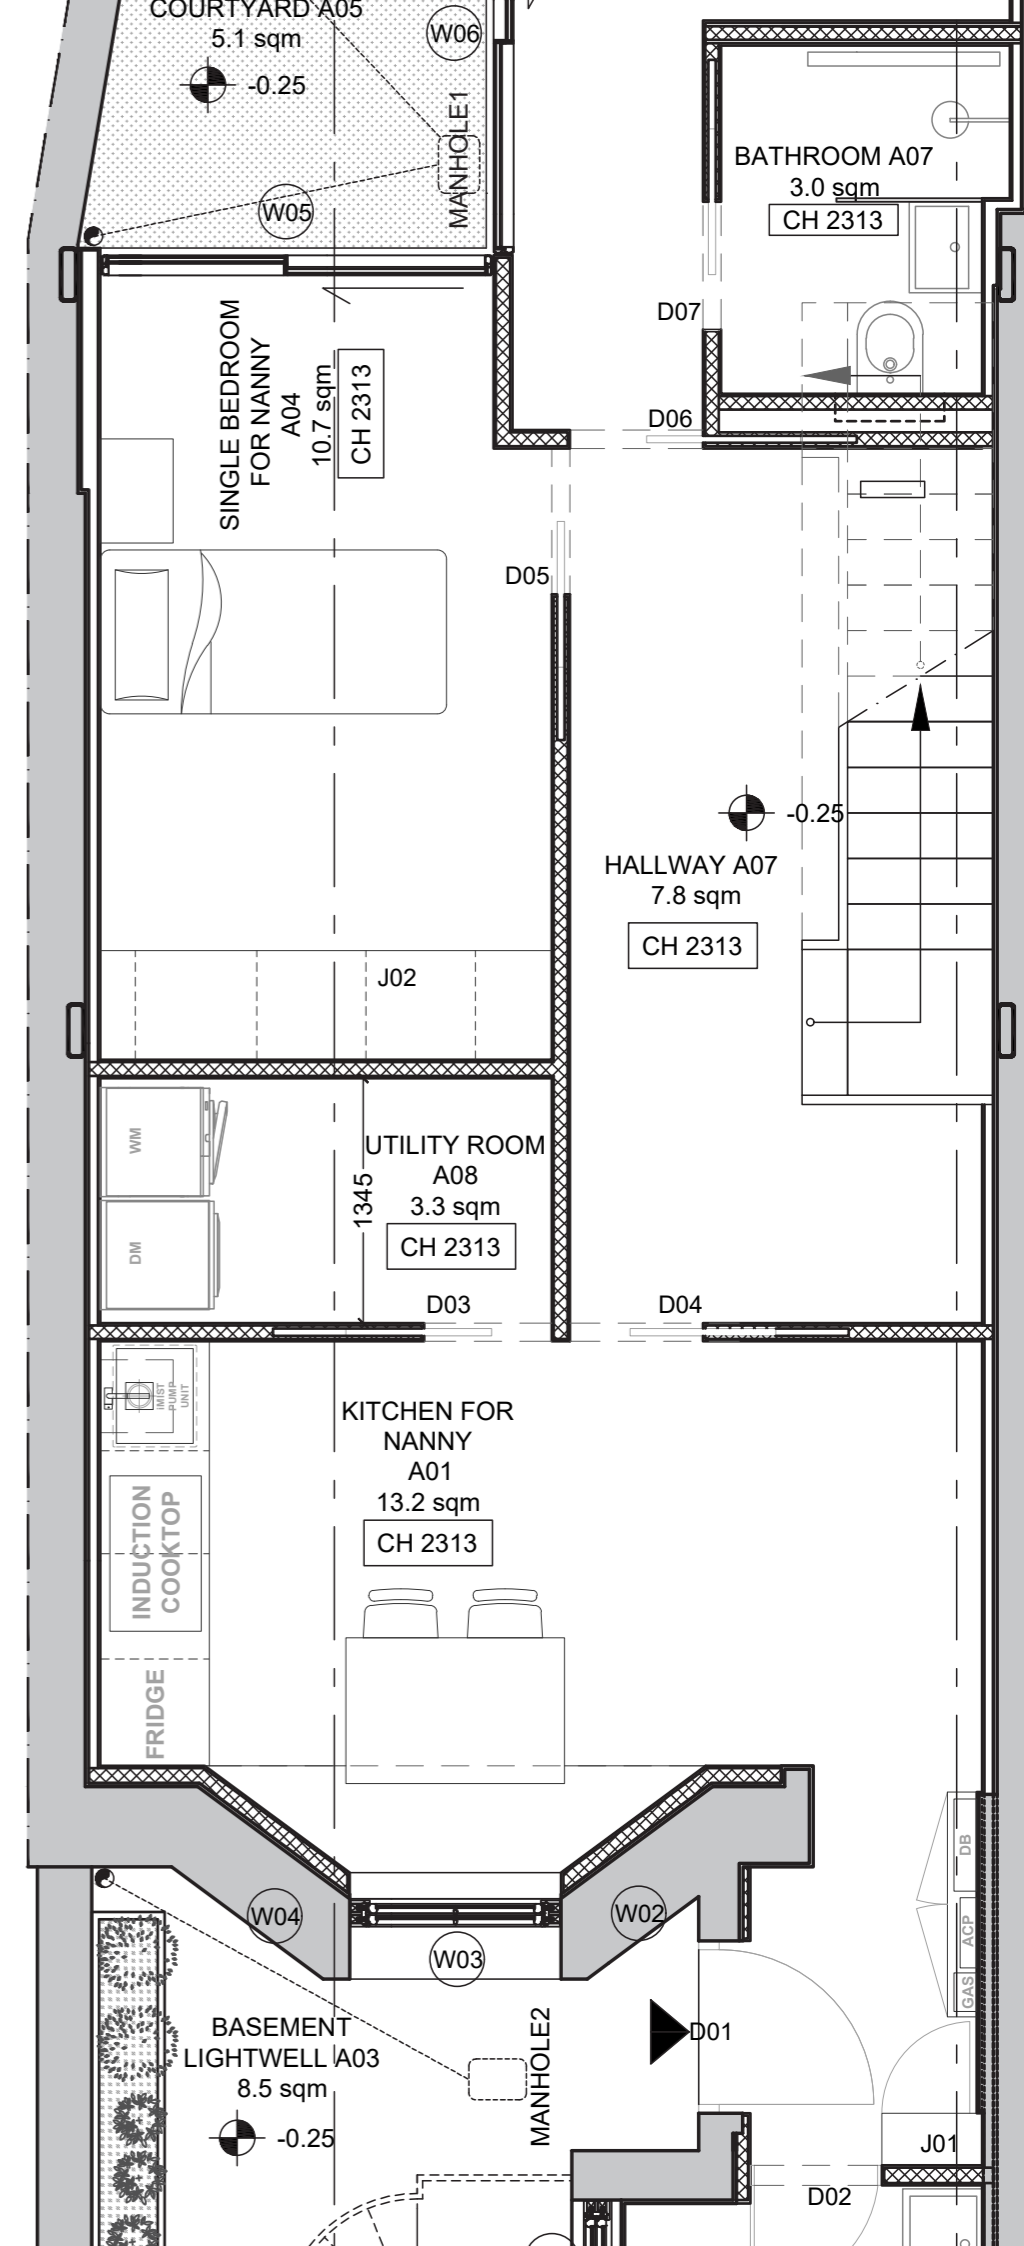 COURTYARD A05
5.1 sqm
-0.25
W06
MANHOLE1
W05
BATHROOM A07
3.0 sqm
CH 2313
D07
SINGLE BEDROOM
FOR NANNY
A04
10.7 sqm
CH 2313
D06
D05
-0.25
HALLWAY A07
7.8 sqm
CH 2313
J02
WM
UTILITY ROOM
A08
3.3 sqm
CH 2313
1345
DM
D03
D04
iMIST
PUMP
UNIT
KITCHEN FOR
NANNY
A01
13.2 sqm
CH 2313
INDUCTION
COOKTOP
FRIDGE
DB
ACP
GAS
W04
W02
W03
BASEMENT
LIGHTWELL A03
8.5 sqm
-0.25
MANHOLE2
D01
J01
D02